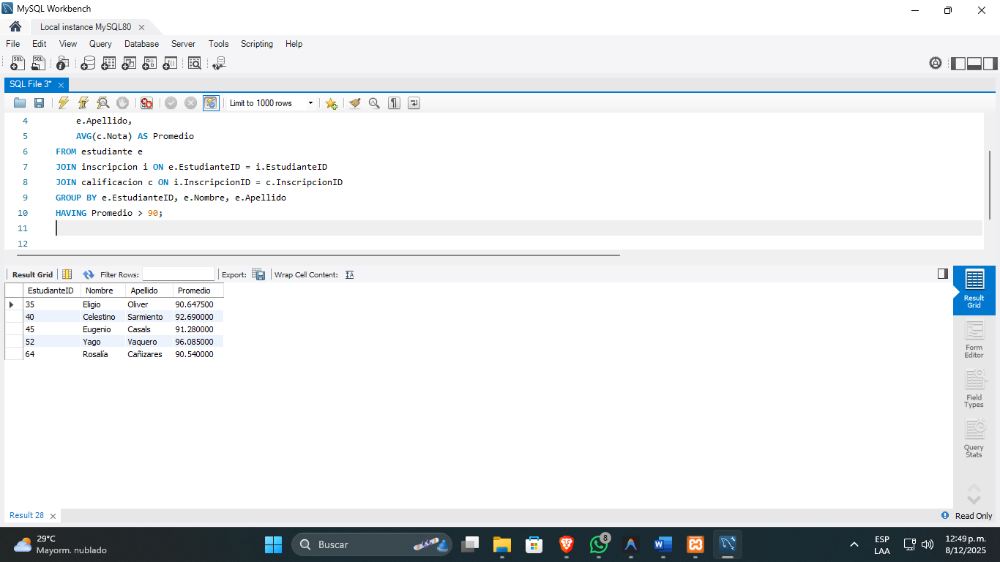 MySQL Workbench
Local instance MySQL80
File Edit View Query Database Server Tools Scripting Help
SQL File 3*
Limit to 1000 rows
4 e.Apellido,
5 AVG(c.Nota) AS Promedio
6 FROM estudiante e
7 JOIN inscripcion i ON e.EstudianteID = i.EstudianteID
8 JOIN calificacion c ON i.InscripcionID = c.InscripcionID
9 GROUP BY e.EstudianteID, e.Nombre, e.Apellido
10 HAVING Promedio > 90;
11
12
Result Grid Filter Rows: Export: Wrap Cell Content:
EstudianteID Nombre Apellido Promedio
35 Eligio Oliver 90.647500
40 Celestino Sarmiento 92.690000
45 Eugenio Casals 91.280000
52 Yago Vaquero 96.085000
64 Rosalía Cañizares 90.540000
Result
Grid
Form
Editor
Field
Types
Query
Stats
Result 28
Read Only
29°C
Mayorm. nublado
Buscar
8
ESP
LAA
12:49 p. m.
8/12/2025